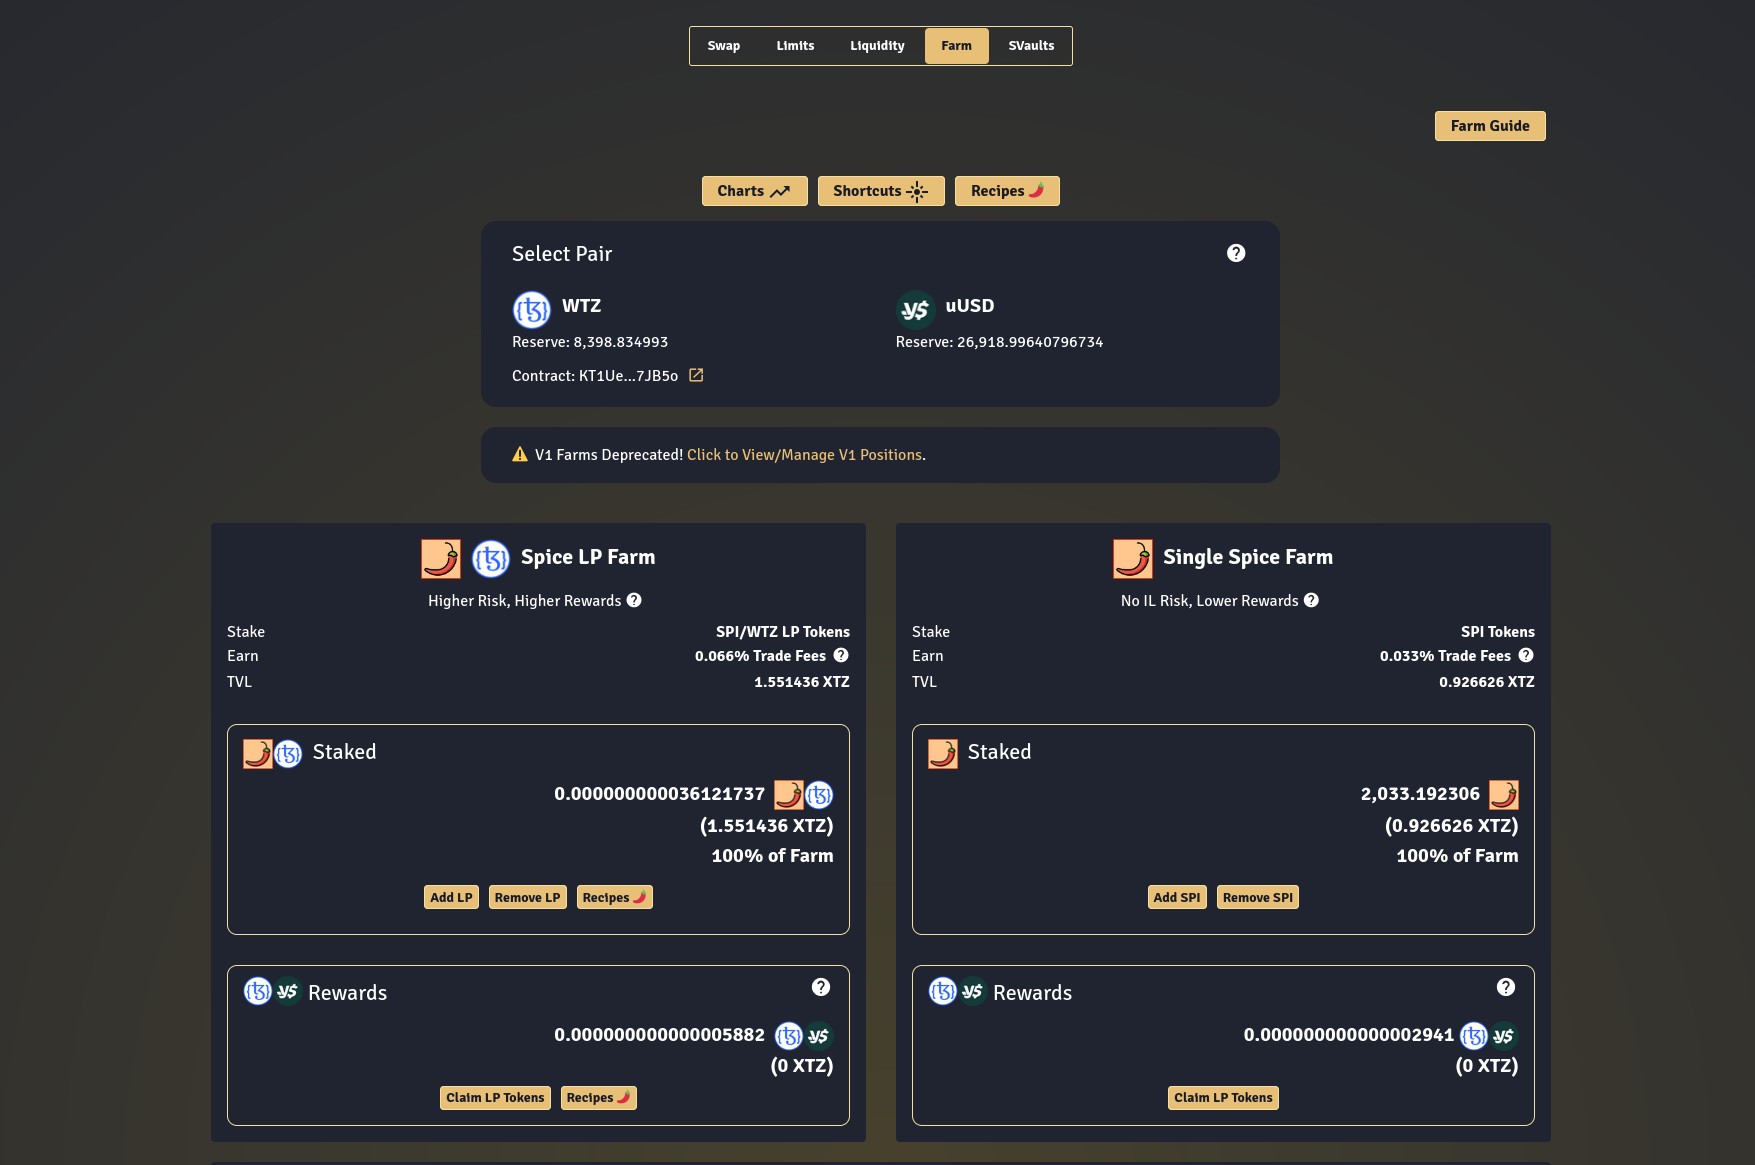 Swap Limits Liquidity Farm SVaults
Farm Guide
Charts Shortcuts Recipes
Select Pair
WTZ
Reserve: 8,398.834993
uUSD
Reserve: 26,918.99640796734
Contract: KT1Ue...7JB5o
V1 Farms Deprecated! Click to View/Manage V1 Positions.
Spice LP Farm
Higher Risk, Higher Rewards
Stake SPI/WTZ LP Tokens
Earn 0.066% Trade Fees
TVL 1.551436 XTZ
Staked
0.000000000036121737
(1.551436 XTZ)
100% of Farm
Add LP Remove LP Recipes
Rewards
0.000000000000005882
(0 XTZ)
Claim LP Tokens Recipes
Single Spice Farm
No IL Risk, Lower Rewards
Stake SPI Tokens
Earn 0.033% Trade Fees
TVL 0.926626 XTZ
Staked
2,033.192306
(0.926626 XTZ)
100% of Farm
Add SPI Remove SPI
Rewards
0.000000000000002941
(0 XTZ)
Claim LP Tokens